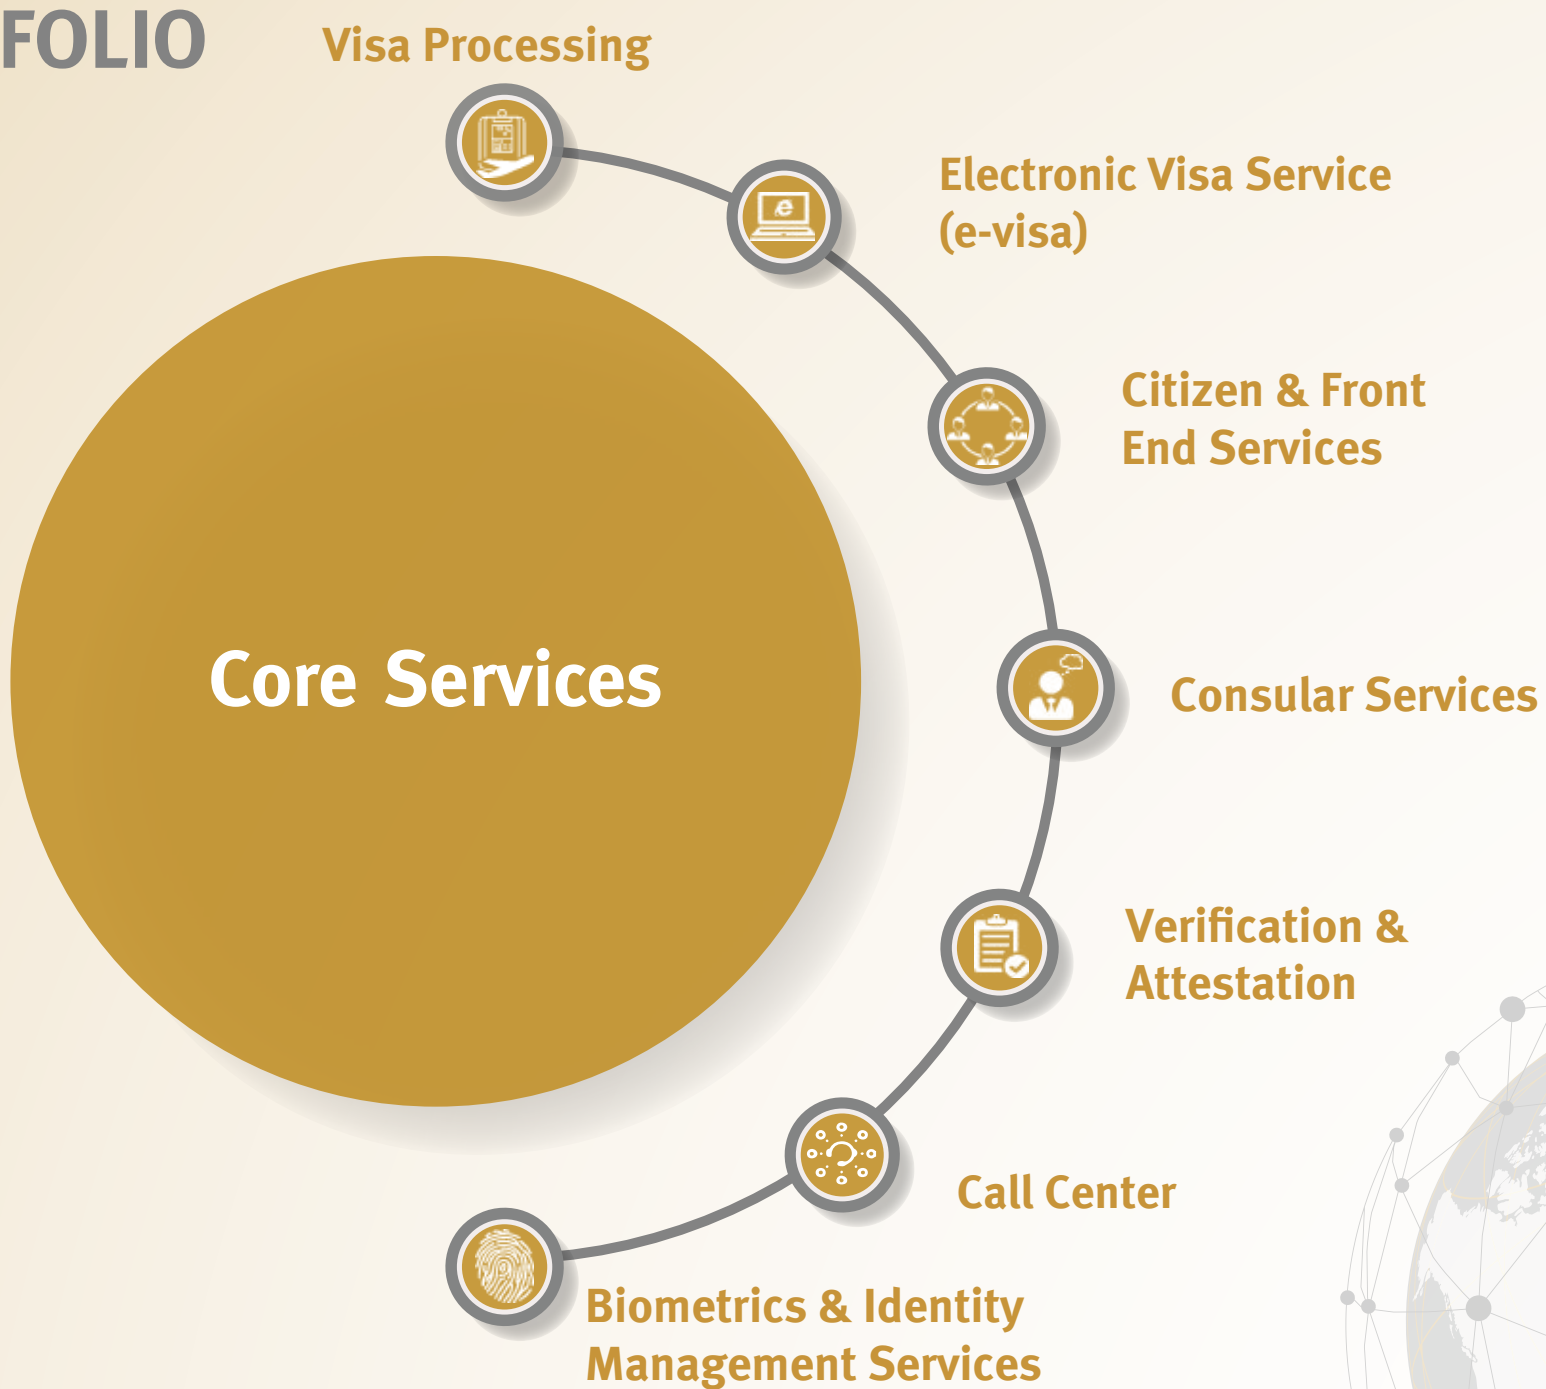 FOLIO
Visa Processing
Electronic Visa Service
(e-visa)
Citizen & Front
End Services
Core Services
Consular Services
Verification &
Attestation
Call Center
Biometrics & Identity
Management Services